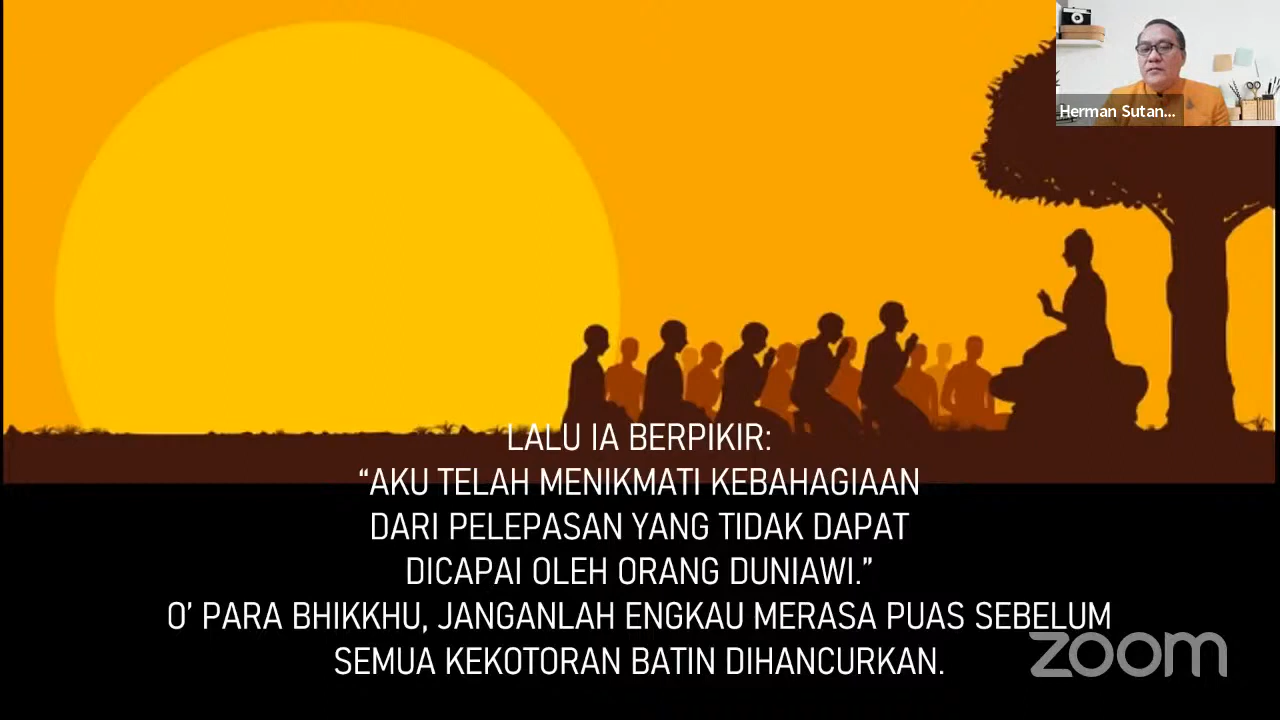 Herman Sutan...
LALU IA BERPIKIR:
“AKU TELAH MENIKMATI KEBAHAGIAAN
DARI PELEPASAN YANG TIDAK DAPAT
DICAPAI OLEH ORANG DUNIAWI.”
O’ PARA BHIKKHU, JANGANLAH ENGKAU MERASA PUAS SEBELUM
SEMUA KEKOTORAN BATIN DIHANCURKAN.
zoom